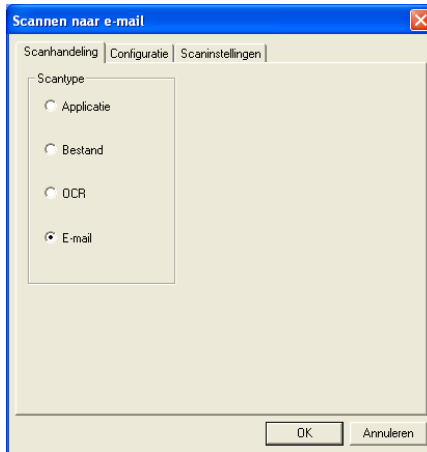 Scannen naar e-mail
Scanhandeling Configuratie Scaninstellingen
Scantype
Applicatie
Bestand
OCR
E-mail
OK Annuleren